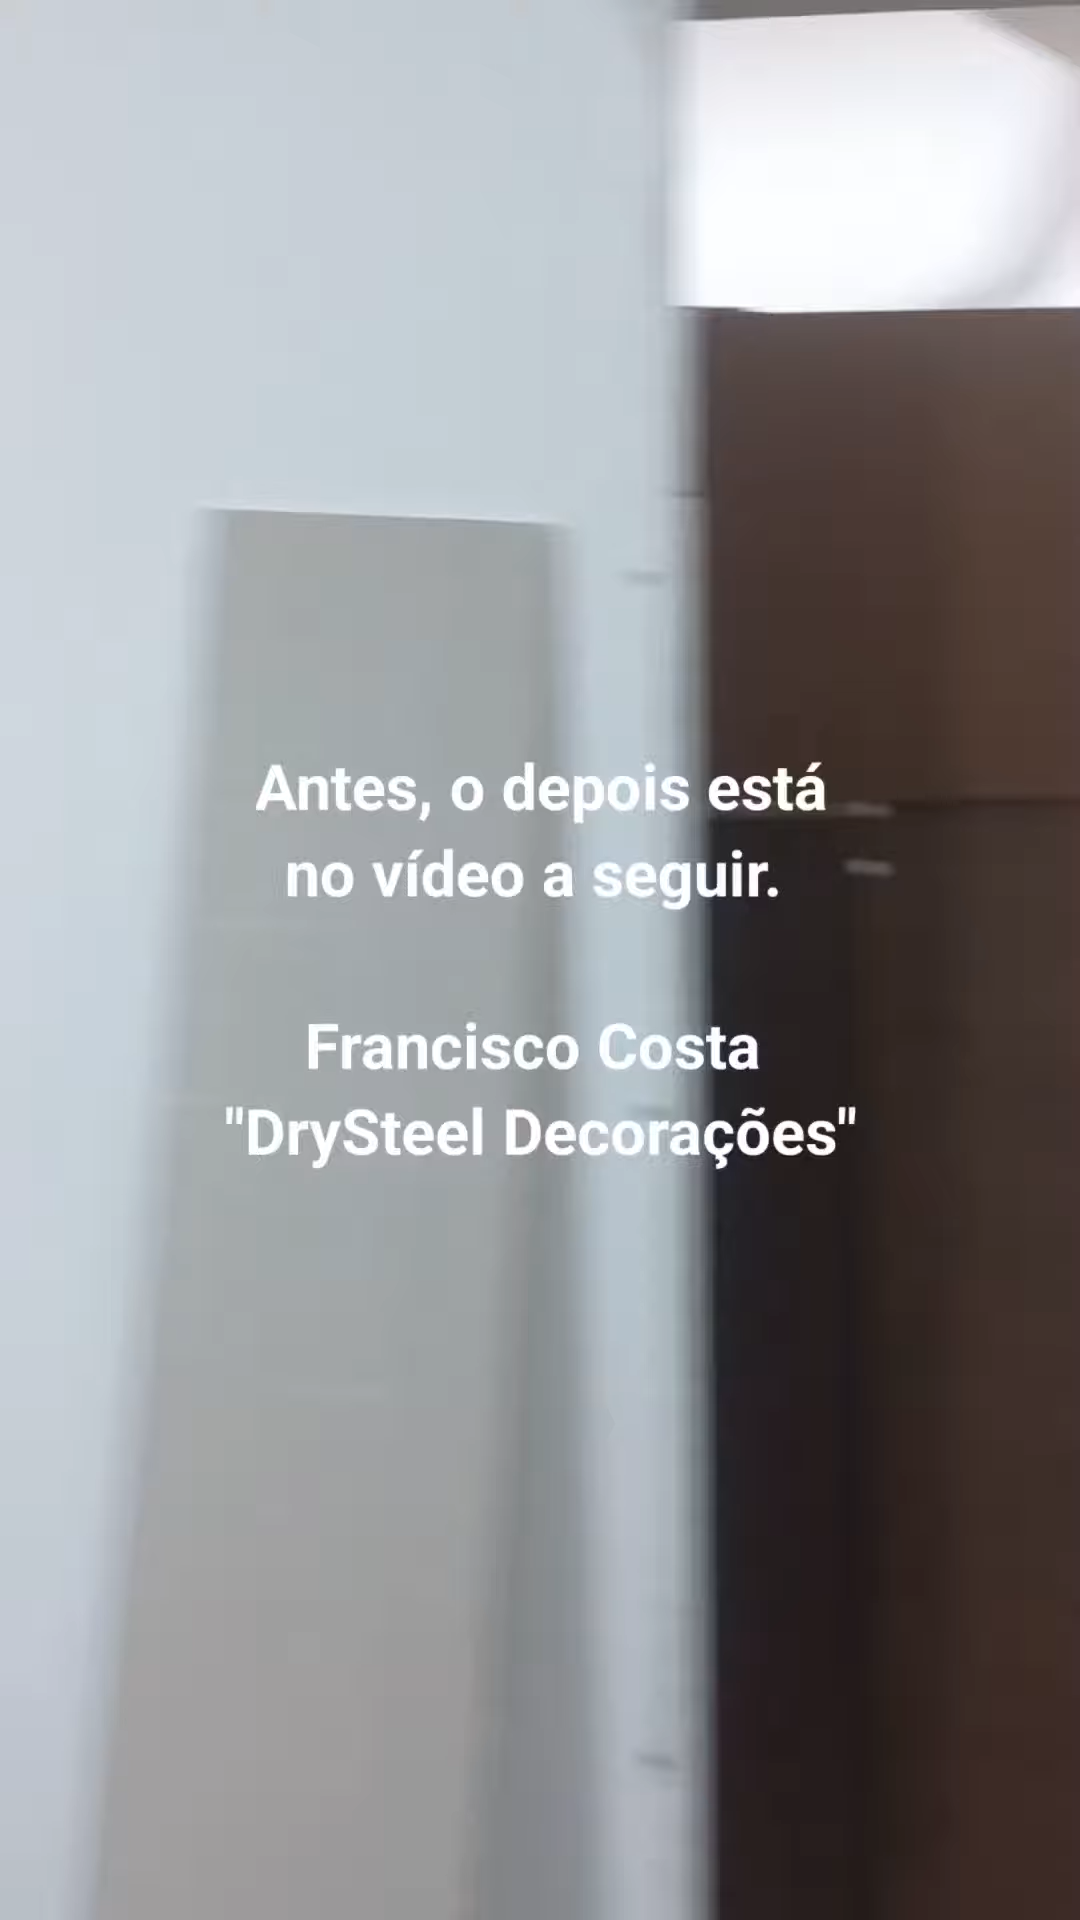 Antes, o depois está
no vídeo a seguir.
Francisco Costa
"DrySteel Decorações"